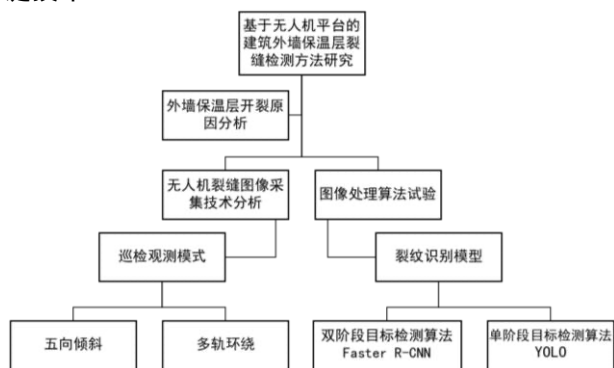 基于无人机平台的
建筑外墙保温层裂
缝检测方法研究
外墙保温层开裂原
因分析
无人机裂缝图像采
集技术分析
图像处理算法试验
巡检观测模式
裂纹识别模型
五向倾斜
多轨环绕
双阶段目标检测算法
Faster R-CNN
单阶段目标检测算法
YOLO